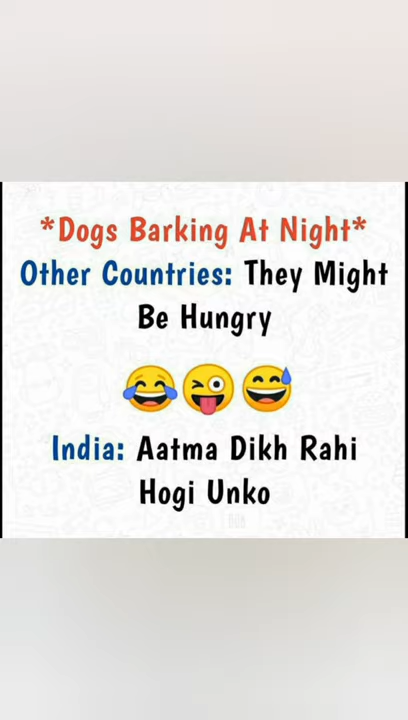 *Dogs Barking At Night*
Other Countries: They Might
Be Hungry
😂😜😅
India: Aatma Dikh Rahi
Hogi Unko